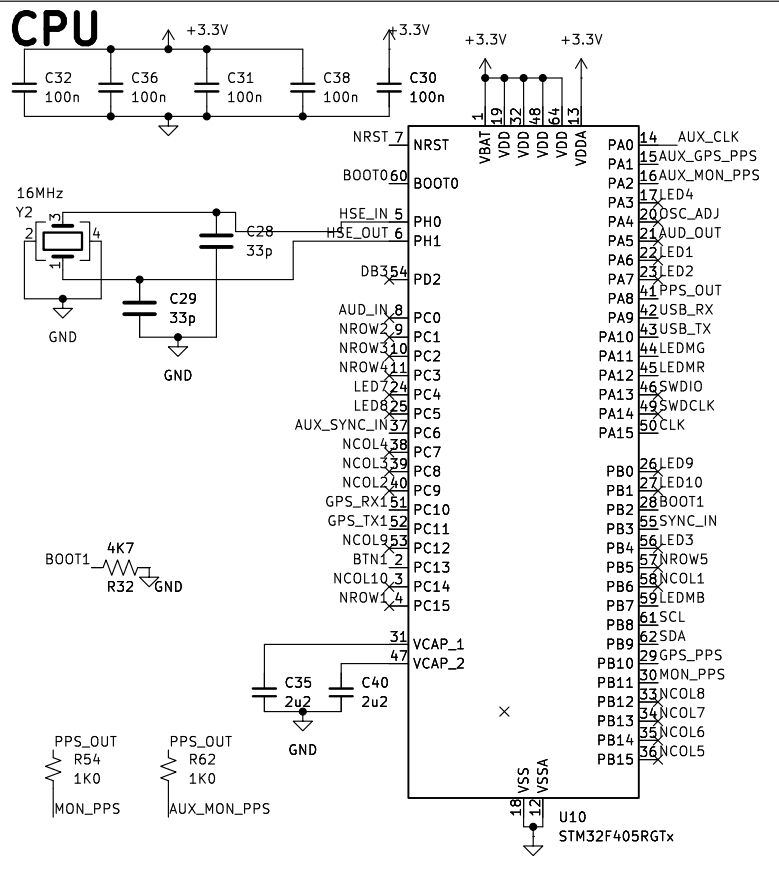 CPU
+3.3V
+3.3V
C32
100n
C36
100n
C31
100n
C38
100n
C30
100n
+3.3V
+3.3V
1 19 32 48 64 13
VBAT VDD VDD VDD VDD VDDA
NRST 7 NRST
BOOT0 60 BOOT0
HSE_IN 5 PH0
HSE_OUT 6 PH1
DB3 54 PD2
AUD_IN 8 PC0
NROW2 9 PC1
NROW3 10 PC2
NROW4 11 PC3
LED7 24 PC4
LED8 25 PC5
AUX_SYNC_IN 37 PC6
NCOL4 38 PC7
NCOL3 39 PC8
NCOL2 40 PC9
GPS_RX1 51 PC10
GPS_TX1 52 PC11
NCOL9 53 PC12
BTN1 2 PC13
NCOL10 3 PC14
NROW1 4 PC15
31 VCAP_1
47 VCAP_2
PA0 14 AUX_CLK
PA1 15 AUX_GPS_PPS
PA2 16 AUX_MON_PPS
PA3 17 LED4
PA4 20 OSC_ADJ
PA5 21 AUD_OUT
PA6 22 LED1
PA7 23 LED2
PA8 41 PPS_OUT
PA9 42 USB_RX
PA10 43 USB_TX
PA11 44 LEDMG
PA12 45 LEDMR
PA13 46 SWDIO
PA14 49 SWDCLK
PA15 50 CLK
PB0 26 LED9
PB1 27 LED10
PB2 28 BOOT1
PB3 55 SYNC_IN
PB4 56 LED3
PB5 57 NROW5
PB6 58 NCOL1
PB7 59 LEDMB
PB8 61 SCL
PB9 62 SDA
PB10 29 GPS_PPS
PB11 30 MON_PPS
PB12 33 NCOL8
PB13 34 NCOL7
PB14 35 NCOL6
PB15 36 NCOL5
VSS VSSA
18 12
U10
STM32F405RGTx
16MHz
Y2
3
2 4
1
GND
C28
33p
C29
33p
GND
BOOT1
4K7
R32
GND
C35
2u2
C40
2u2
GND
PPS_OUT
R54
1K0
MON_PPS
PPS_OUT
R62
1K0
AUX_MON_PPS